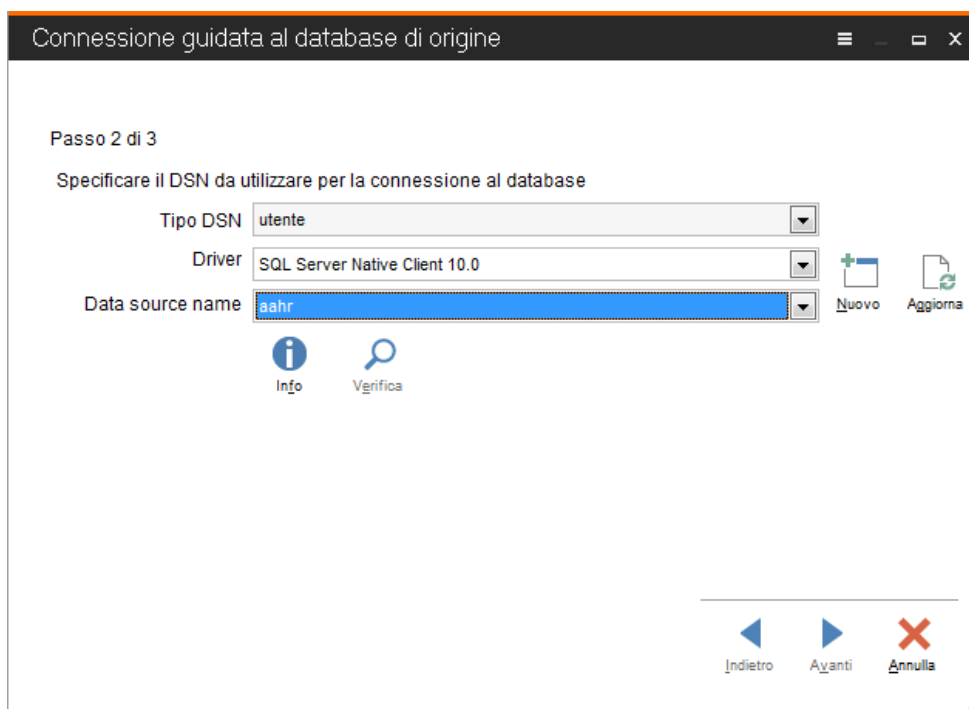 Connessione guidata al database di origine
Passo 2 di 3
Specificare il DSN da utilizzare per la connessione al database
Tipo DSN utente
Driver SQL Server Native Client 10.0
Data source name aahr
Nuovo Aggiorna
Info Verifica
Indietro Avanti Annulla